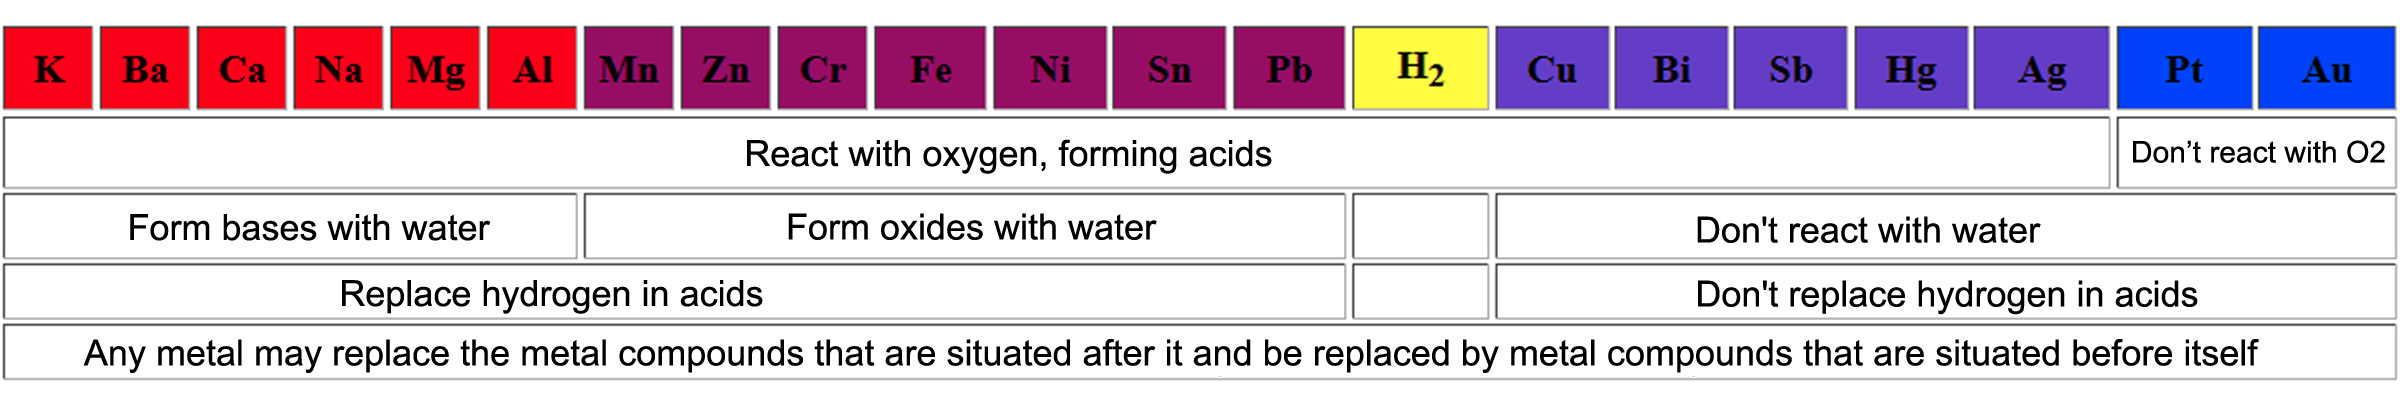 K Ba Ca Na Mg Al Mn Zn Cr Fe Ni Sn Pb H2 Cu Bi Sb Hg Ag Pt Au
React with oxygen, forming acids Don’t react with O2
Form bases with water Form oxides with water Don't react with water
Replace hydrogen in acids Don't replace hydrogen in acids
Any metal may replace the metal compounds that are situated after it and be replaced by metal compounds that are situated before itself